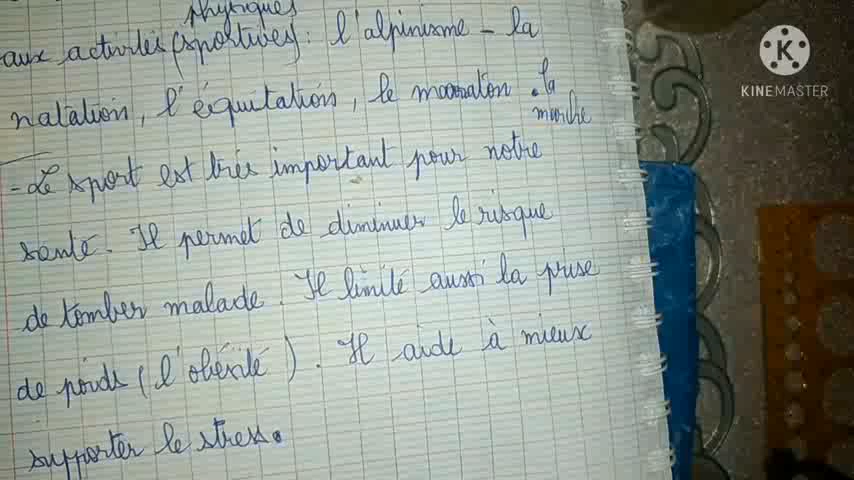 physiques
aux activités (sportives) : l'alpinisme - la
natation, l'équitation, le maraton. la
marche
- Le sport est très important pour notre
santé. Il permet de diminuer le risque
de tomber malade. Il limité aussi la prise
de poids (l'obésité). Il aide à mieux
supporter le stress.
KINEMASTER